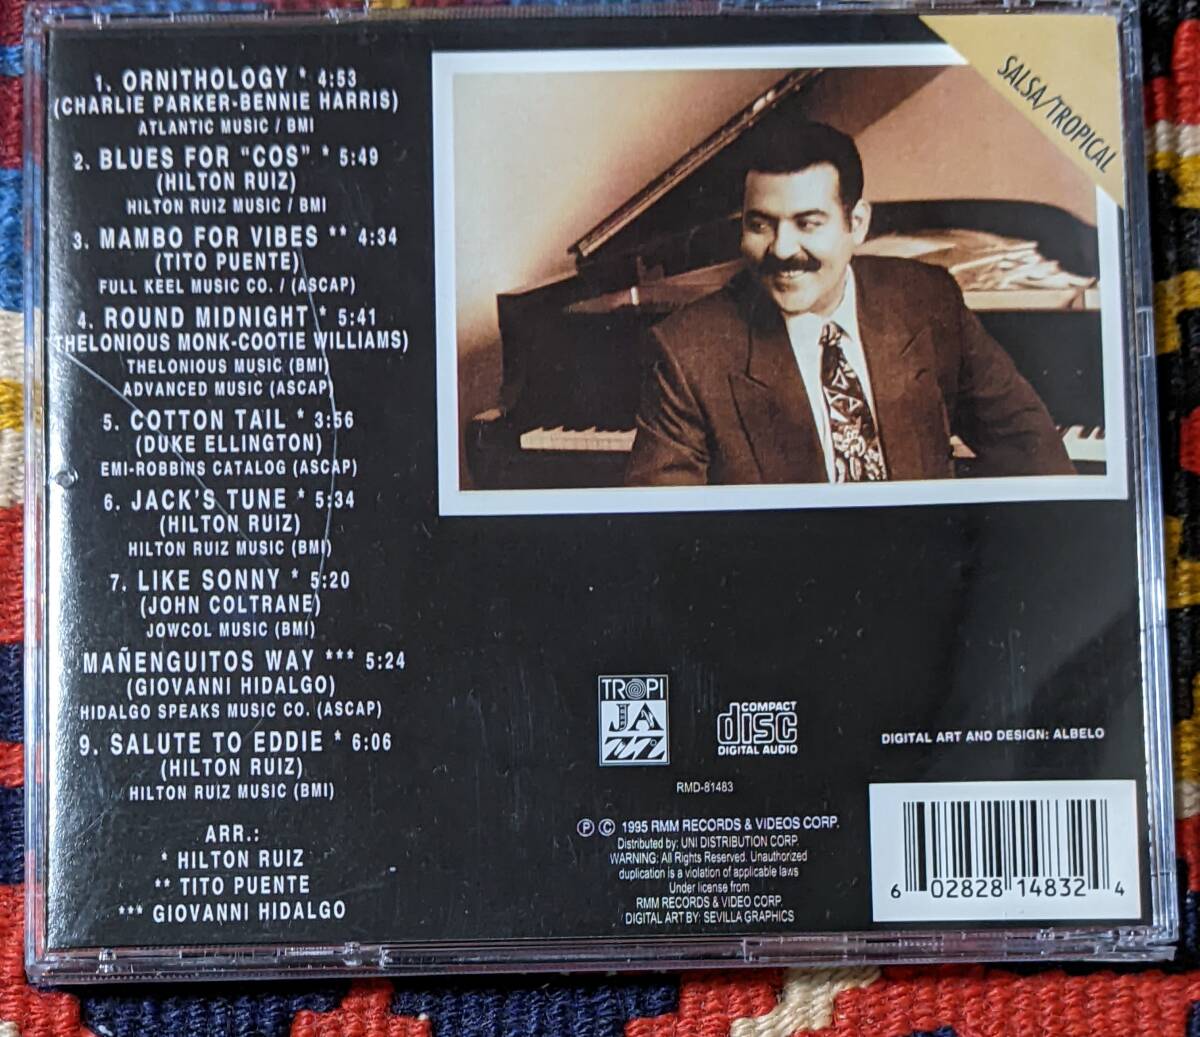 1. ORNITHOLOGY * 4:53
(CHARLIE PARKER-BENNIE HARRIS)
ATLANTIC MUSIC / BMI
2. BLUES FOR “COS” * 5:49
(HILTON RUIZ)
HILTON RUIZ MUSIC / BMI
3. MAMBO FOR VIBES ** 4:34
(TITO PUENTE)
FULL KEEL MUSIC CO. / (ASCAP)
4. ROUND MIDNIGHT * 5:41
THELONIOUS MONK-COOTIE WILLIAMS)
THELONIOUS MUSIC (BMI)
ADVANCED MUSIC (ASCAP)
5. COTTON TAIL * 3:56
(DUKE ELLINGTON)
EMI-ROBBINS CATALOG (ASCAP)
6. JACK'S TUNE * 5:34
(HILTON RUIZ)
HILTON RUIZ MUSIC (BMI)
7. LIKE SONNY * 5:20
(JOHN COLTRANE)
JOWCOL MUSIC (BMI)
MAÑENGUITOS WAY *** 5:24
(GIOVANNI HIDALGO)
HIDALGO SPEAKS MUSIC CO. (ASCAP)
9. SALUTE TO EDDIE * 6:06
(HILTON RUIZ)
HILTON RUIZ MUSIC (BMI)
ARR.:
* HILTON RUIZ
** TITO PUENTE
*** GIOVANNI HIDALGO
SALSA/TROPICAL
TROPI
JAZZ
COMPACT
disc
DIGITAL AUDIO
RMD-81483
℗ © 1995 RMM RECORDS & VIDEOS CORP.
Distributed by: UNI DISTRIBUTION CORP.
WARNING: All Rights Reserved. Unauthorized
duplication is a violation of applicable laws
Under license from
RMM RECORDS & VIDEO CORP.
DIGITAL ART BY: SEVILLA GRAPHICS
DIGITAL ART AND DESIGN: ALBELO
6 02828 14832 4